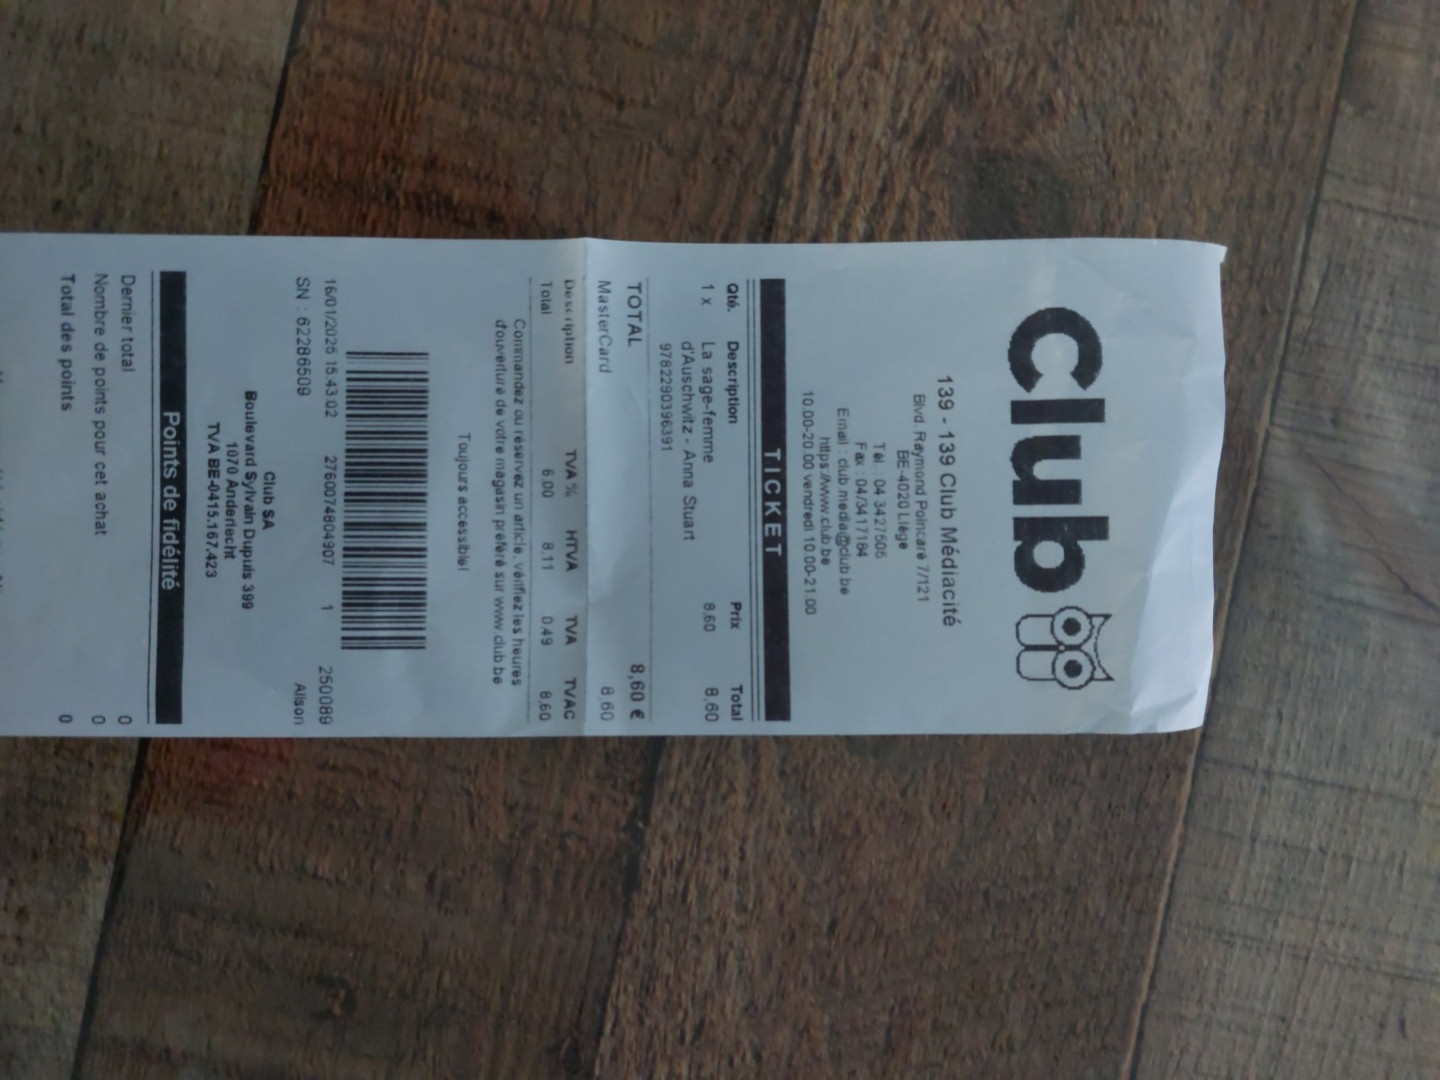 Club
139 - 139 Club Médiacité
Blvd. Raymond Poincaré 7/121
BE-4020 Liège
Tél. : 04 3427505
Fax : 04/3417184
Email : club.media@club.be
https://www.club.be
10.00-20.00 vendredi 10.00-21.00
TICKET
Qté. Description Prix Total
1 x La sage-femme 8,60 8,60
d'Auschwitz - Anna Stuart
9782290396391
TOTAL 8,60 €
MasterCard 8,60
Description TVA % HTVA TVA TVAC
Total 6,00 8,11 0,49 8,60
Commandez ou réservez un article, vérifiez les heures
d'ouverture de votre magasin préféré sur www.club.be
Toujours accessible!
16/01/2025 15:43:02 2760074804907 1 250089
SN : 62286509 Alison
Club SA
Boulevard Sylvain Dupuis 399
1070 Anderlecht
TVA BE-0415.167.423
Points de fidélité
Dernier total 0
Nombre de points pour cet achat 0
Total des points 0